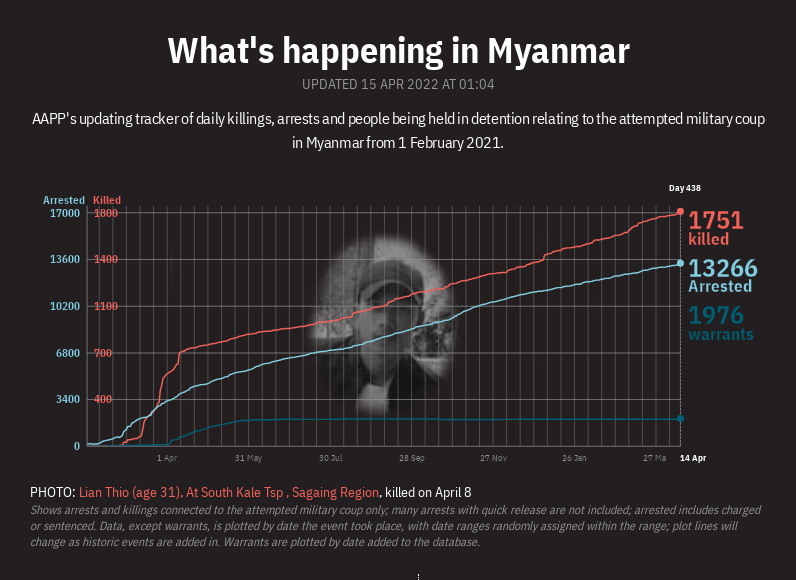 What's happening in Myanmar
UPDATED 15 APR 2022 AT 01:04
AAPP's updating tracker of daily killings, arrests and people being held in detention relating to the attempted military coup
in Myanmar from 1 February 2021.
Day 438
Arrested Killed
17000 1800
1751
killed
13600 1400
13266
Arrested
10200 1100
1976
warrants
6800 700
3400 400
0
1 Apr 31 May 30 Jul 28 Sep 27 Nov 26 Jan 27 Ma 14 Apr
PHOTO: Lian Thio (age 31), At South Kale Tsp , Sagaing Region, killed on April 8
Shows arrests and killings connected to the attempted military coup only; many arrests with quick release are not included; arrested includes charged
or sentenced. Data, except warrants, is plotted by date the event took place, with date ranges randomly assigned within the range; plot lines will
change as historic events are added in. Warrants are plotted by date added to the database.